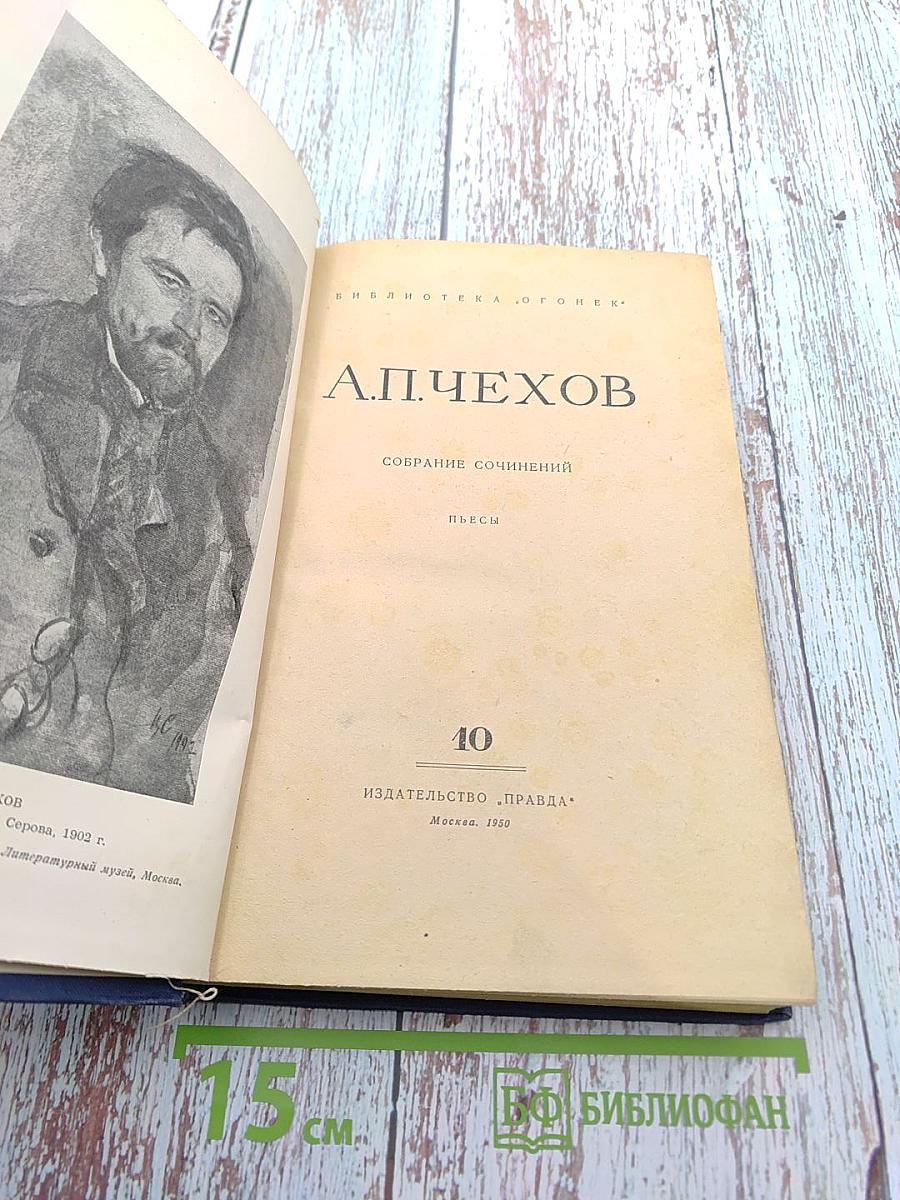 ХОВ
Серова, 1902 г.
Литературный музей, Москва.
БИБЛИОТЕКА „ОГОНЕК“
А.П.ЧЕХОВ
СОБРАНИЕ СОЧИНЕНИЙ
ПЬЕСЫ
10
ИЗДАТЕЛЬСТВО „ПРАВДА“
Москва. 1950
15 см
БФ БИБЛИОФАН